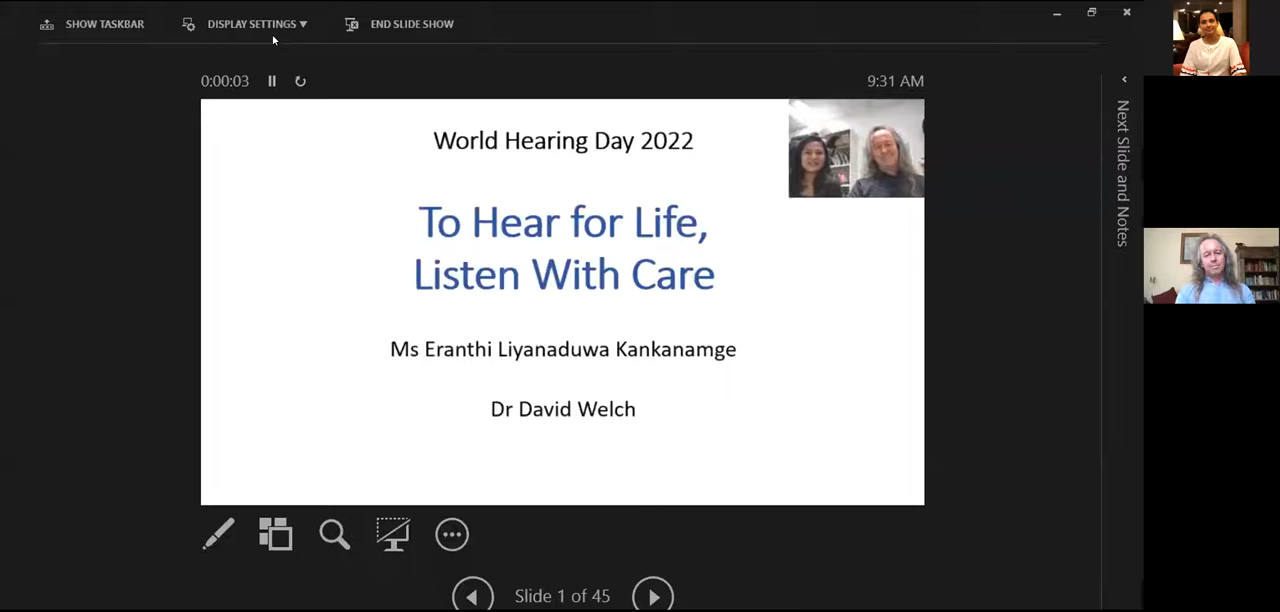 SHOW TASKBAR
DISPLAY SETTINGS ▼
END SLIDE SHOW
0:00:03
9:31 AM
World Hearing Day 2022
To Hear for Life,
Listen With Care
Ms Eranthi Liyanaduwa Kankanamge
Dr David Welch
Next Slide and Notes
Slide 1 of 45